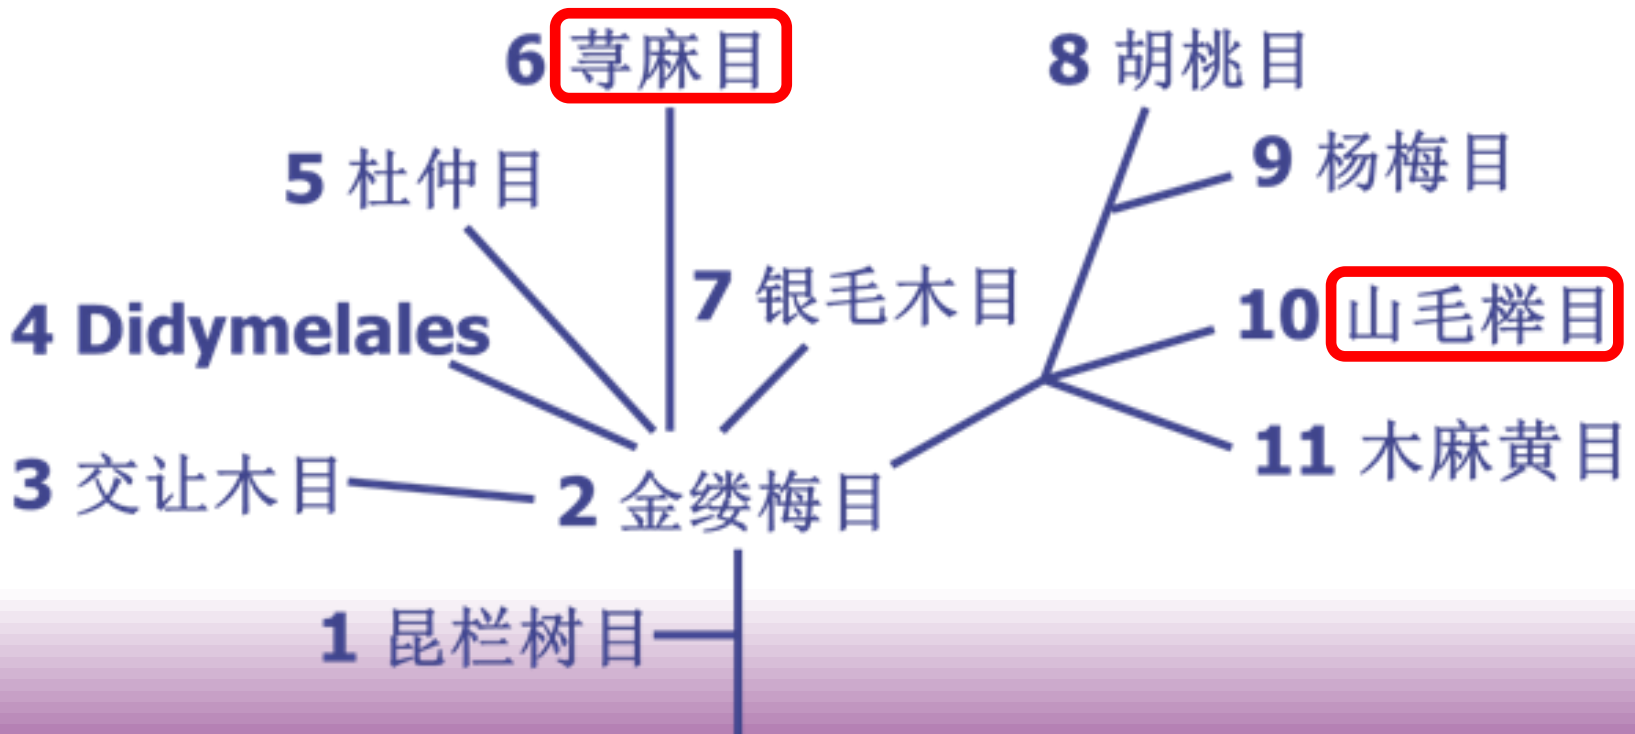 6 荨麻目
8 胡桃目
5 杜仲目
9 杨梅目
7 银毛木目
10 山毛榉目
4 Didymelales
3 交让木目
2 金缕梅目
11 木麻黄目
1 昆栏树目